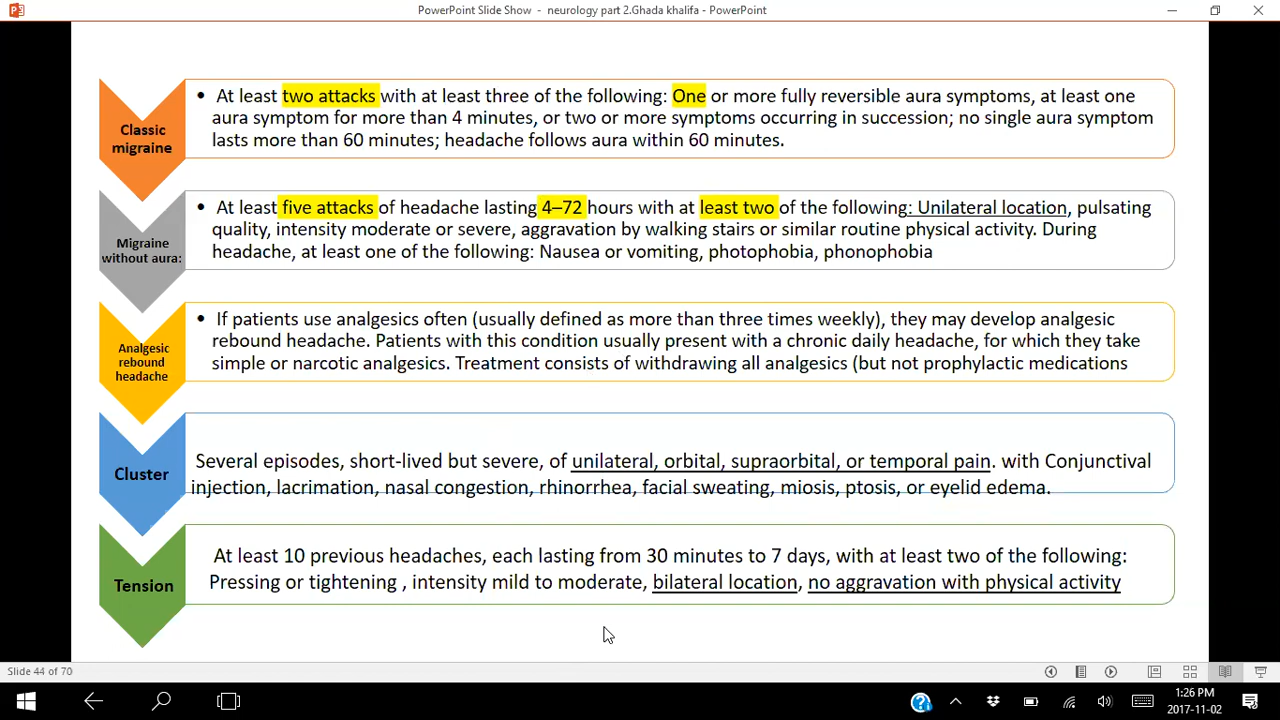 PowerPoint Slide Show - neurology part 2.Ghada khalifa - PowerPoint
Classic
migraine
• At least two attacks with at least three of the following: One or more fully reversible aura symptoms, at least one
aura symptom for more than 4 minutes, or two or more symptoms occurring in succession; no single aura symptom
lasts more than 60 minutes; headache follows aura within 60 minutes.
Migraine
without aura:
• At least five attacks of headache lasting 4–72 hours with at least two of the following: Unilateral location, pulsating
quality, intensity moderate or severe, aggravation by walking stairs or similar routine physical activity. During
headache, at least one of the following: Nausea or vomiting, photophobia, phonophobia
Analgesic
rebound
headache
• If patients use analgesics often (usually defined as more than three times weekly), they may develop analgesic
rebound headache. Patients with this condition usually present with a chronic daily headache, for which they take
simple or narcotic analgesics. Treatment consists of withdrawing all analgesics (but not prophylactic medications
Cluster
Several episodes, short-lived but severe, of unilateral, orbital, supraorbital, or temporal pain. with Conjunctival
injection, lacrimation, nasal congestion, rhinorrhea, facial sweating, miosis, ptosis, or eyelid edema.
Tension
At least 10 previous headaches, each lasting from 30 minutes to 7 days, with at least two of the following:
Pressing or tightening , intensity mild to moderate, bilateral location, no aggravation with physical activity
Slide 44 of 70
1:26 PM
2017-11-02